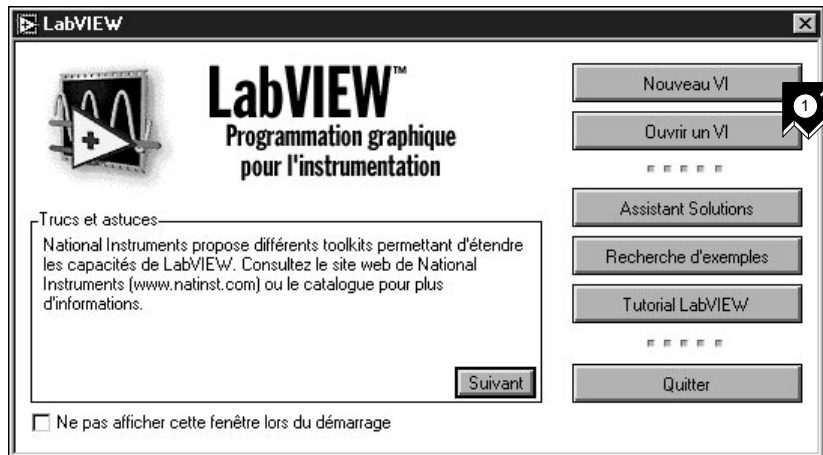 LabVIEW
LabVIEW™
Programmation graphique
pour l'instrumentation
Trucs et astuces
National Instruments propose différents toolkits permettant d'étendre
les capacités de LabVIEW. Consultez le site web de National
Instruments (www.natinst.com) ou le catalogue pour plus
d'informations.
Suivant
Ne pas afficher cette fenêtre lors du démarrage
Nouveau VI
1
Ouvrir un VI
Assistant Solutions
Recherche d'exemples
Tutorial LabVIEW
Quitter